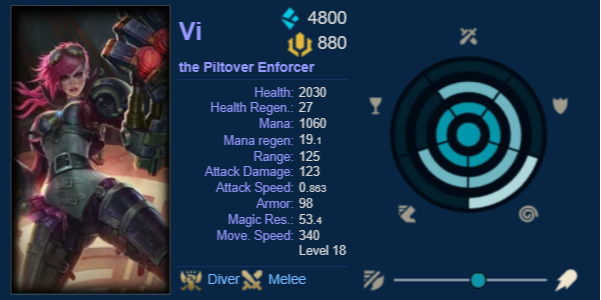 Vi
4800
880
the Piltover Enforcer
Health: 2030
Health Regen.: 27
Mana: 1060
Mana regen: 19.1
Range: 125
Attack Damage: 123
Attack Speed: 0.863
Armor: 98
Magic Res.: 53.4
Move. Speed: 340
Level 18
Diver Melee